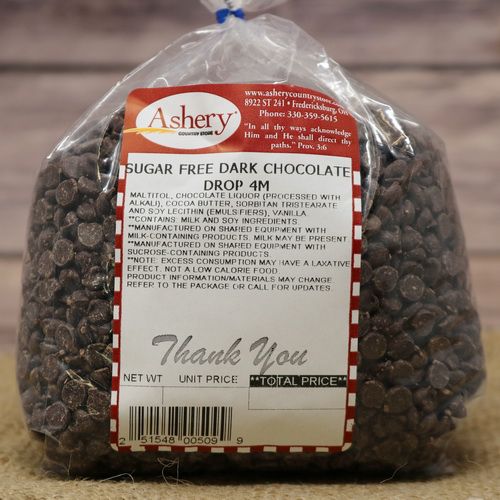 Ashery
COUNTRY STORE
www.asherycountrystore.com
8922 ST 241 • Fredericksburg, OH
Phone: 330-359-5615
"In all thy ways acknowledge
Him and He shall direct thy
paths." Prov. 3:6
SUGAR FREE DARK CHOCOLATE
DROP 4M
MALTITOL, CHOCOLATE LIQUOR (PROCESSED WITH
ALKALI), COCOA BUTTER, SORBITAN TRISTEARATE
AND SOY LECITHIN (EMULSIFIERS), VANILLA.
**CONTAINS: MILK AND SOY INGREDIENTS.
**MANUFACTURED ON SHARED EQUIPMENT WITH
MILK-CONTAINING PRODUCTS. MILK MAY BE PRESENT.
**MANUFACTURED ON SHARED EQUIPMENT WITH
SUCROSE-CONTAINING PRODUCTS.
**NOTE: EXCESS CONSUMPTION MAY HAVE A LAXATIVE
EFFECT. NOT A LOW CALORIE FOOD.
PRODUCT INFORMATION/MATERIALS MAY CHANGE
REFER TO THE PACKAGE OR CALL FOR UPDATES.
Thank You
NET WT UNIT PRICE **TOTAL PRICE**
2 51548 00509 9